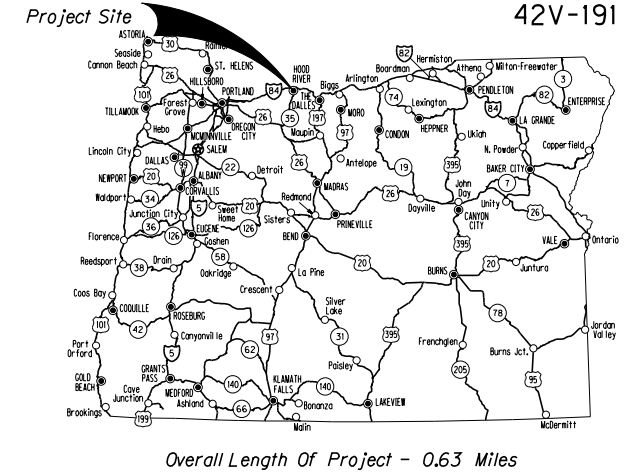 Project Site
42V-191
ASTORIA
30
Rainier
Seaside
Cannon Beach
26
ST. HELENS
HOOD RIVER
82
Hermiston
Boardman
Athena
Milton-Freewater
3
101
HILLSBORO
PORTLAND
84
THE DALLES
Biggs
Arlington
74
PENDLETON
82
ENTERPRISE
TILLAMOOK
Forest Grove
26
35
197
MORO
Lexington
84
LA GRANDE
OREGON CITY
Hebo
MCMINNVILLE
Maupin
97
CONDON
HEPPNER
Ukiah
Lincoln City
SALEM
DALLAS
99
22
Detroit
26
Antelope
19
395
N. Powder
Copperfield
BAKER CITY
NEWPORT
20
ALBANY
MADRAS
26
John Day
7
Waldport
34
CORVALLIS
5
Sweet Home
20
Redmond
Dayville
Unity
26
Junction City
Sisters
PRINEVILLE
CANYON CITY
36
126
EUGENE
126
BEND
395
VALE
Ontario
Florence
Goshen
Reedsport
38
Drain
58
Oakridge
La Pine
20
BURNS
20
Juntura
Coos Bay
Crescent
COQUILLE
ROSEBURG
Silver Lake
78
101
42
Canyonville
97
31
395
Frenchglen
Jordan Valley
Port Orford
5
62
Paisley
Burns Jct.
GOLD BEACH
GRANTS PASS
140
KLAMATH FALLS
140
205
95
Cave Junction
MEDFORD
Ashland
66
Bonanza
LAKEVIEW
Brookings
199
Malin
McDermitt
Overall Length Of Project - 0.63 Miles